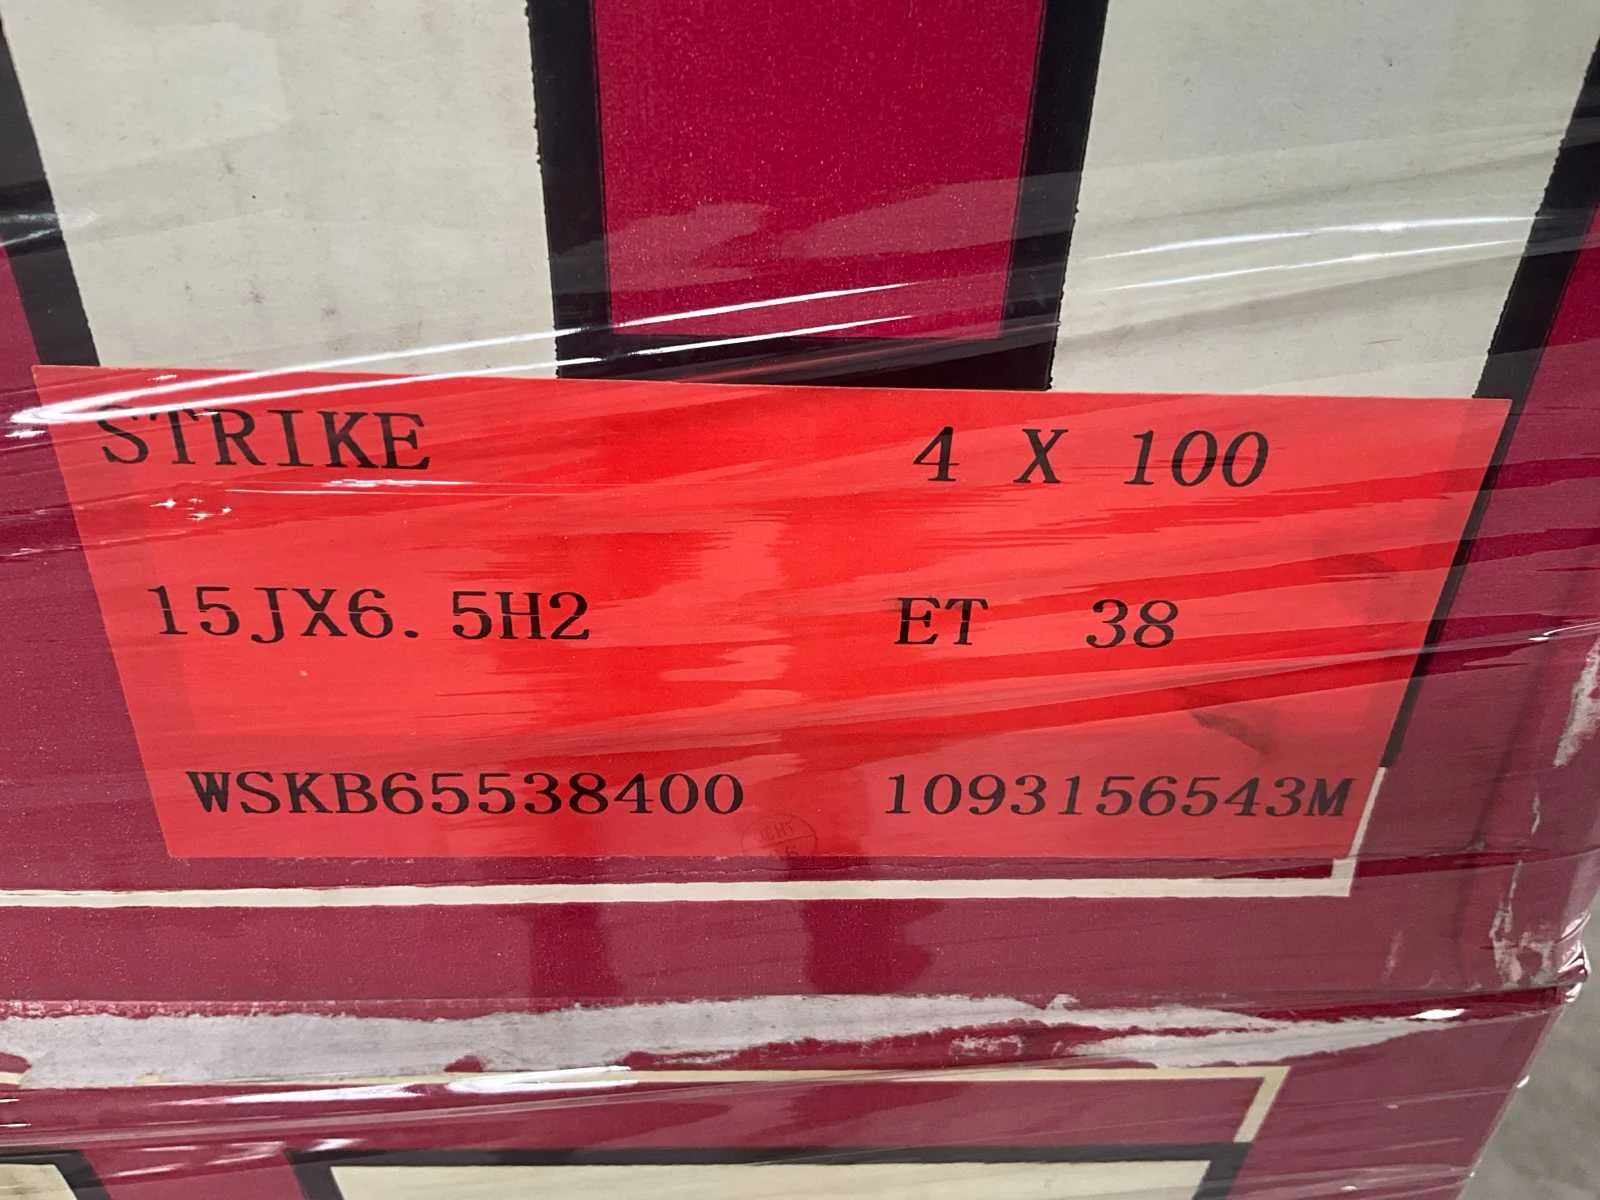 STRIKE 4 X 100
15JX6.5H2 ET 38
WSKB65538400 1093156543M